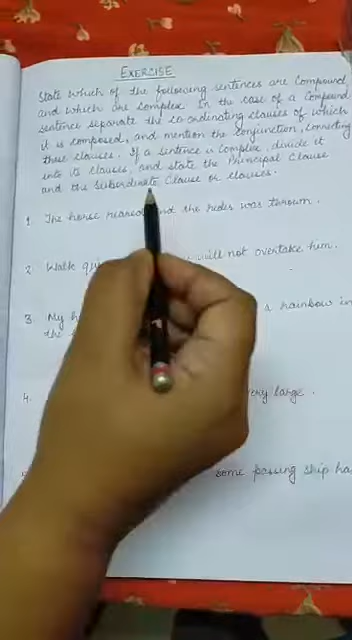 EXERCISE
State which of the following sentences are Compound
and which are complex. In the case of a Compound
sentence separate the co-ordinating clauses of which
it is composed, and mention the conjunction, connecting
these clauses. If a sentence is Complex, divide it
into its clauses, and state the Principal Clause
and the Subordinate Clause or clauses.
1. The horse reared and the rider was thrown.
2. Walk will not overtake him.
3. My a rainbow in
the
4. very large.
some passing ship